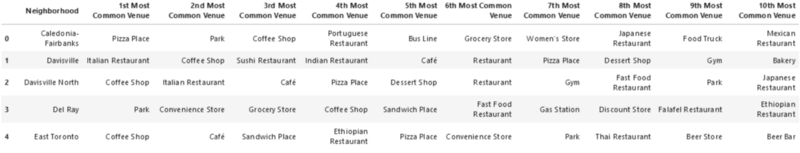 Neighborhood 1st Most Common Venue 2nd Most Common Venue 3rd Most Common Venue 4th Most Common Venue 5th Most Common Venue 6th Most Common Venue 7th Most Common Venue 8th Most Common Venue 9th Most Common Venue 10th Most Common Venue
0 Caledonia-Fairbanks Pizza Place Park Coffee Shop Portuguese Restaurant Bus Line Grocery Store Women's Store Japanese Restaurant Food Truck Mexican Restaurant
1 Davisville Italian Restaurant Coffee Shop Sushi Restaurant Indian Restaurant Café Restaurant Pizza Place Dessert Shop Gym Bakery
2 Davisville North Coffee Shop Italian Restaurant Café Pizza Place Dessert Shop Restaurant Gym Fast Food Restaurant Park Japanese Restaurant
3 Del Ray Park Convenience Store Grocery Store Coffee Shop Sandwich Place Fast Food Restaurant Gas Station Discount Store Falafel Restaurant Ethiopian Restaurant
4 East Toronto Coffee Shop Café Sandwich Place Ethiopian Restaurant Pizza Place Convenience Store Park Thai Restaurant Beer Store Beer Bar